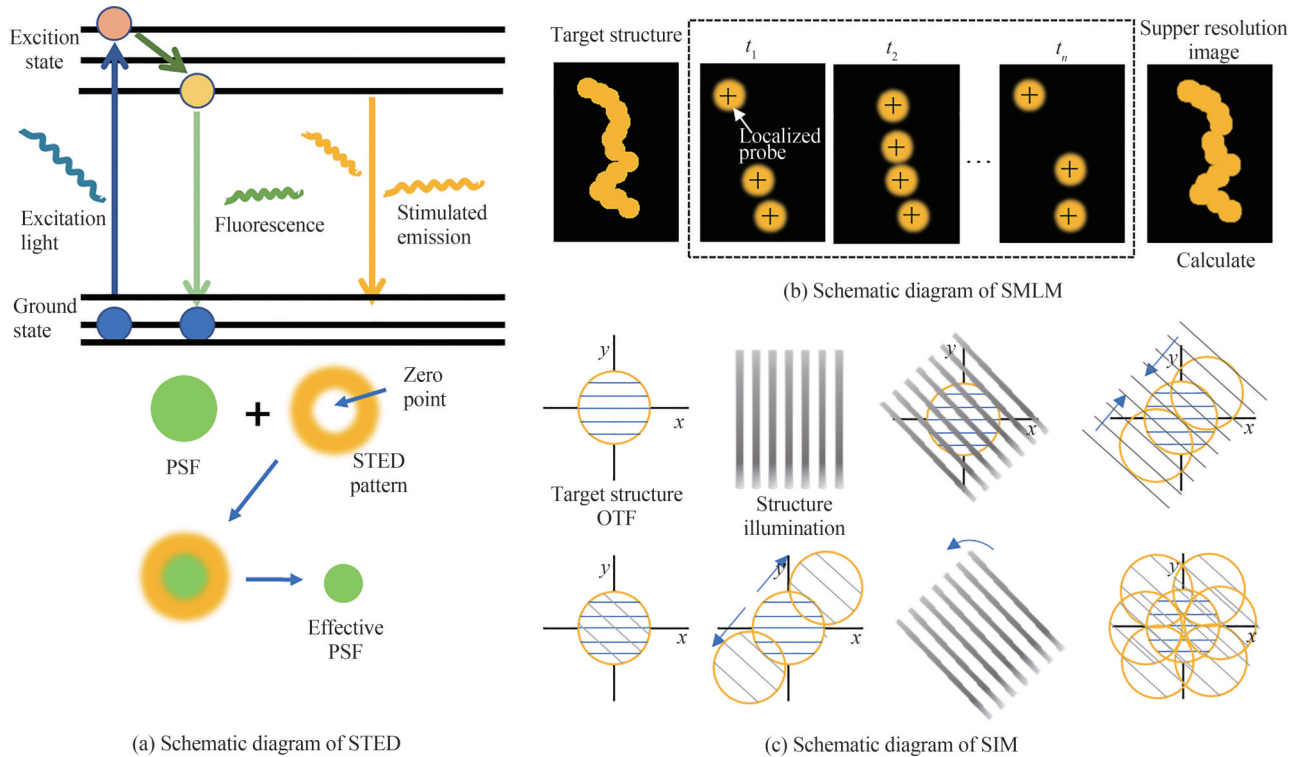 Excition
state
Excitation
light
Fluorescence
Stimulated
emission
Ground
state
PSF
+
Zero
point
STED
pattern
Effective
PSF
(a) Schematic diagram of STED
Target structure
t1
t2
tn
Supper resolution
image
Localized
probe
...
Calculate
(b) Schematic diagram of SMLM
y
x
Target structure
OTF
Structure
illumination
y
x
y
x
y
x
y
x
y
x
(c) Schematic diagram of SIM